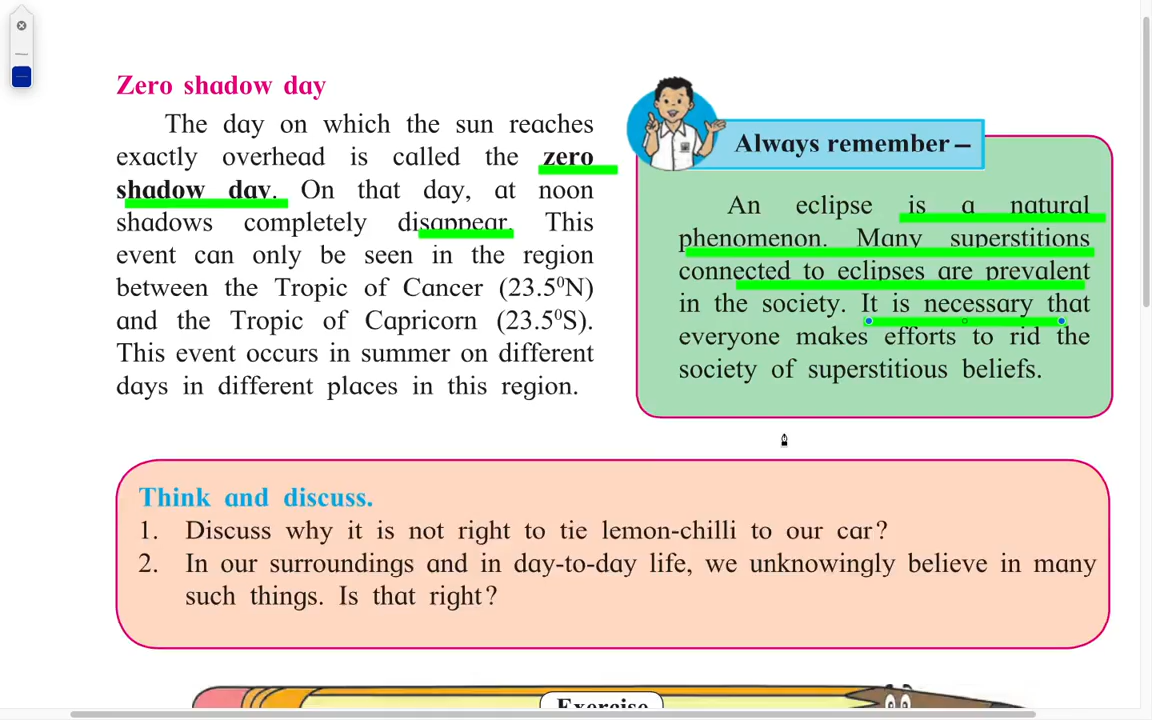 Zero shadow day
The day on which the sun reaches
exactly overhead is called the zero
shadow day. On that day, at noon
shadows completely disappear. This
event can only be seen in the region
between the Tropic of Cancer (23.5⁰N)
and the Tropic of Capricorn (23.5⁰S).
This event occurs in summer on different
days in different places in this region.
Always remember –
An eclipse is a natural
phenomenon. Many superstitions
connected to eclipses are prevalent
in the society. It is necessary that
everyone makes efforts to rid the
society of superstitious beliefs.
Think and discuss.
1. Discuss why it is not right to tie lemon-chilli to our car?
2. In our surroundings and in day-to-day life, we unknowingly believe in many
such things. Is that right?
Exercise